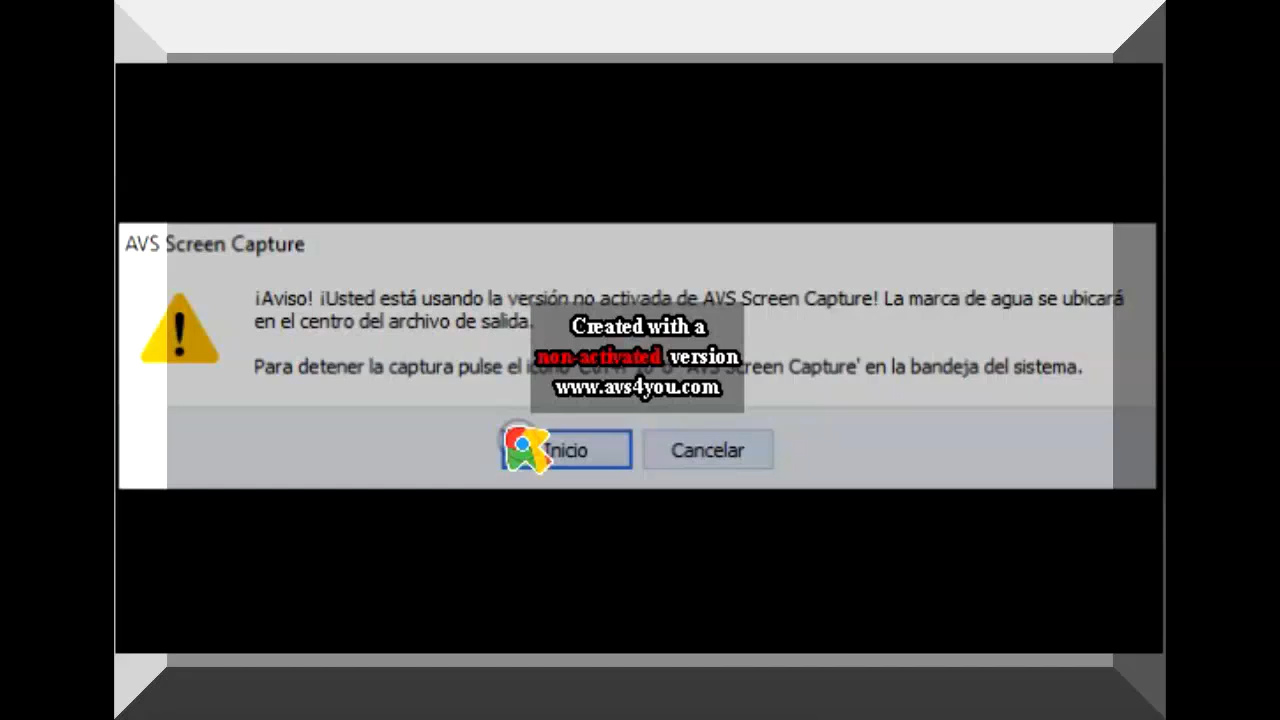 AVS Screen Capture
¡Aviso! ¡Usted está usando la versión no activada de AVS Screen Capture! La marca de agua se ubicará
en el centro del archivo de salida.
Created with a
non-activated version
www.avs4you.com
Para detener la captura pulse el Screen Capture' en la bandeja del sistema.
Inicio
Cancelar